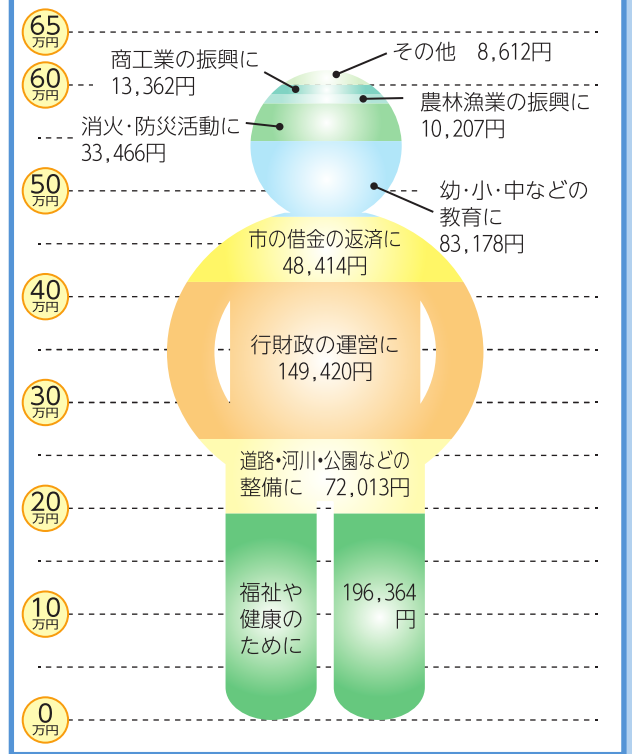 65
万円
その他 8,612円
商工業の振興に
13,362円
60
万円
農林漁業の振興に
10,207円
消火・防災活動に
33,466円
50
万円
幼・小・中などの
教育に
83,178円
市の借金の返済に
48,414円
40
万円
行財政の運営に
149,420円
30
万円
道路・河川・公園などの
整備に 72,013円
20
万円
福祉や
健康の
ために
196,364
円
10
万円
0
万円